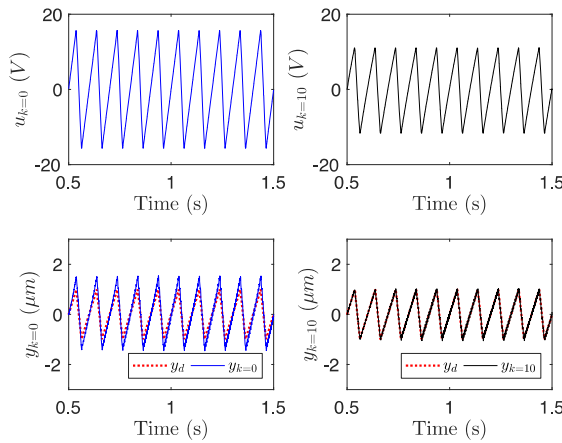 20
0
-20
u_{k=0} (V)
0.5 1 1.5
Time (s)
20
0
-20
u_{k=10} (V)
0.5 1 1.5
Time (s)
2
0
-2
y_{k=0} (μm)
y_d y_{k=0}
0.5 1 1.5
Time (s)
2
0
-2
y_{k=10} (μm)
y_d y_{k=10}
0.5 1 1.5
Time (s)